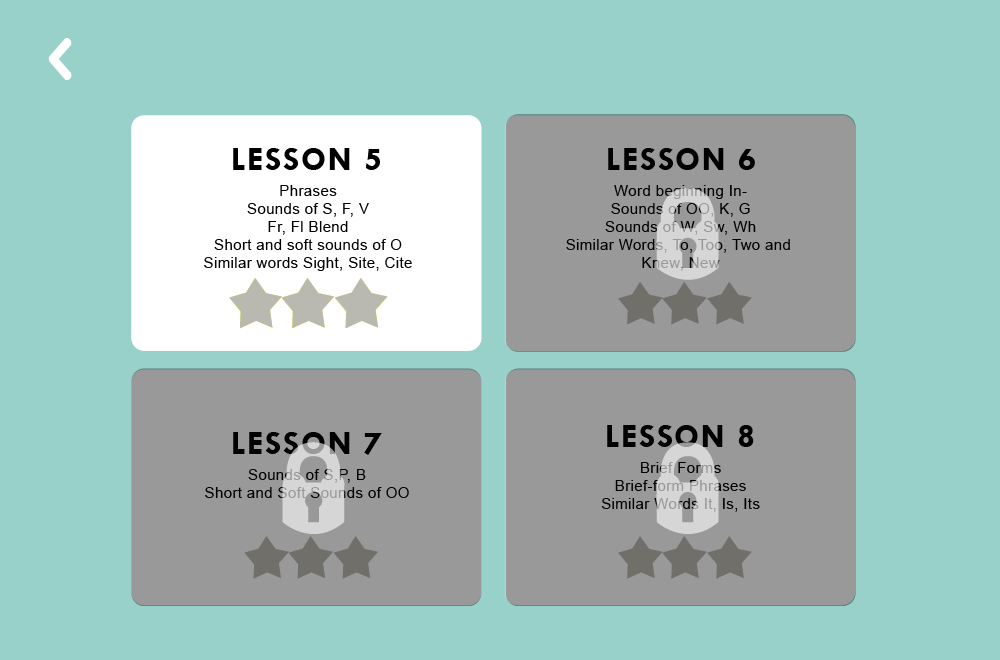 LESSON 5
Phrases
Sounds of S, F, V
Fr, Fl Blend
Short and soft sounds of O
Similar words Sight, Site, Cite
LESSON 6
Word beginning In-
Sounds of OO, K, G
Sounds of W, Sw, Wh
Similar Words, To, Too, Two and
Knew, New
LESSON 7
Sounds of S,P, B
Short and Soft Sounds of OO
LESSON 8
Brief Forms
Brief-form Phrases
Similar Words It, Is, Its